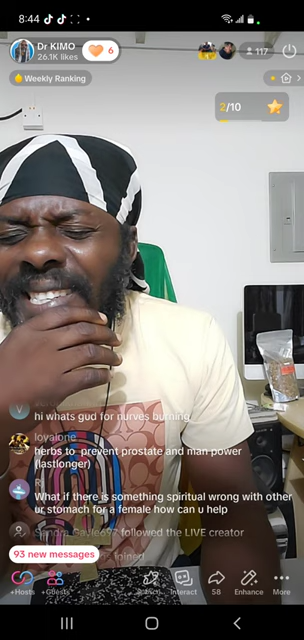 8:44
Dr KIMO
26.1K likes
6
117
Weekly Ranking
2/10
hi whats gud for nurves burning
loyalone
herbs to prevent prostate and man power
(lastlonger)
What if there is something spiritual wrong with other
ur stomach for a female how can u help
Sandra Gayle697 followed the LIVE creator
93 new messages
joined
+Hosts
+Guests
Interact
58
Enhance
More